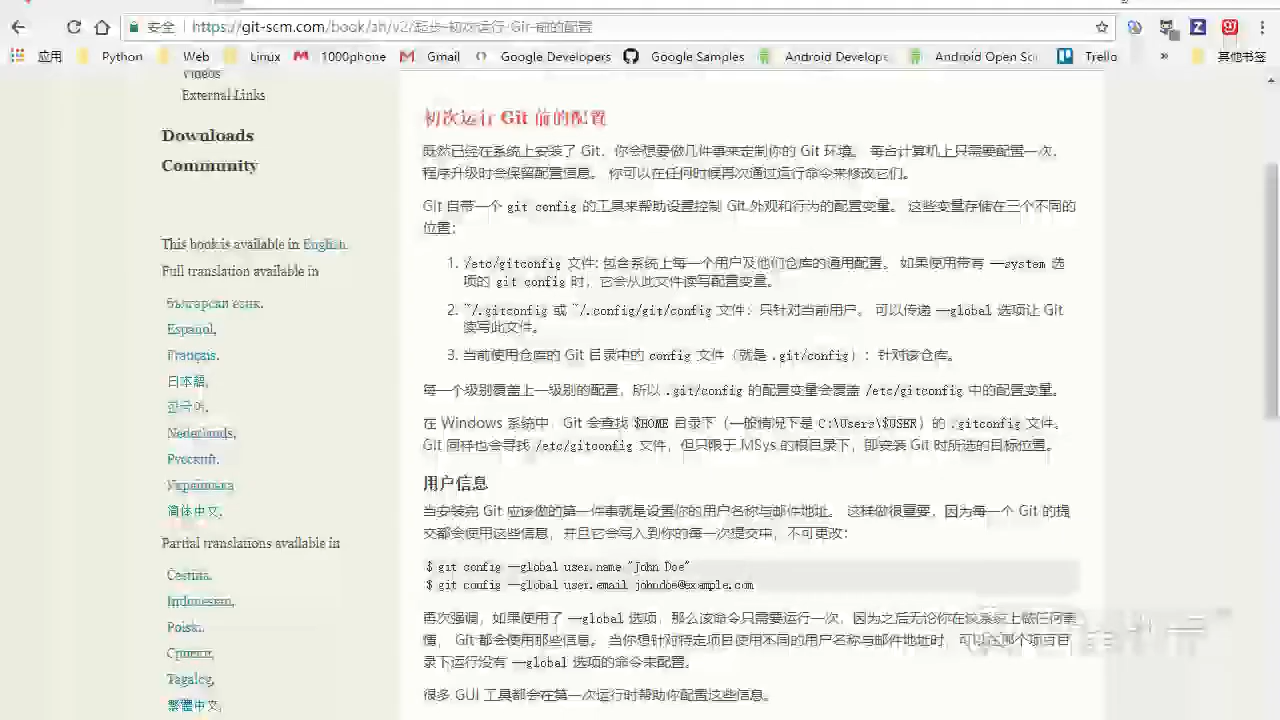 安全 https://git-scm.com/book/zh/v2/起步-初次运行-Git-前的配置
应用 Python Web Linux 1000phone Gmail Google Developers Google Samples Android Develope Android Open Sc Trello » 其他书签
Videos
External Links
Downloads
Community
This book is available in English.
Full translation available in
български език,
Español,
Français,
日本語,
한국어,
Nederlands,
Русский,
Українська
简体中文,
Partial translations available in
Čeština,
Indonesian,
Polski,
Српски,
Tagalog,
繁體中文,
初次运行 Git 前的配置
既然已经在系统上安装了 Git，你会想要做几件事来定制你的 Git 环境。 每台计算机上只需要配置一次，
程序升级时会保留配置信息。 你可以在任何时候再次通过运行命令来修改它们。
Git 自带一个 git config 的工具来帮助设置控制 Git 外观和行为的配置变量。 这些变量存储在三个不同的
位置：
1. /etc/gitconfig 文件: 包含系统上每一个用户及他们仓库的通用配置。 如果使用带有 --system 选
项的 git config 时，它会从此文件读写配置变量。
2. ~/.gitconfig 或 ~/.config/git/config 文件：只针对当前用户。 可以传递 --global 选项让 Git
读写此文件。
3. 当前使用仓库的 Git 目录中的 config 文件（就是 .git/config）：针对该仓库。
每一个级别覆盖上一级别的配置，所以 .git/config 的配置变量会覆盖 /etc/gitconfig 中的配置变量。
在 Windows 系统中，Git 会查找 $HOME 目录下（一般情况下是 C:\Users\$USER）的 .gitconfig 文件。
Git 同样也会寻找 /etc/gitconfig 文件，但只限于 MSys 的根目录下，即安装 Git 时所选的目标位置。
用户信息
当安装完 Git 应该做的第一件事就是设置你的用户名称与邮件地址。 这样做很重要，因为每一个 Git 的提
交都会使用这些信息，并且它会写入到你的每一次提交中，不可更改：
$ git config --global user.name "John Doe"
$ git config --global user.email johndoe@example.com
再次强调，如果使用了 --global 选项，那么该命令只需要运行一次，因为之后无论你在该系统上做任何事
情， Git 都会使用那些信息。 当你想针对特定项目使用不同的用户名称与邮件地址时，可以在那个项目目
录下运行没有 --global 选项的命令来配置。
很多 GUI 工具都会在第一次运行时帮助你配置这些信息。